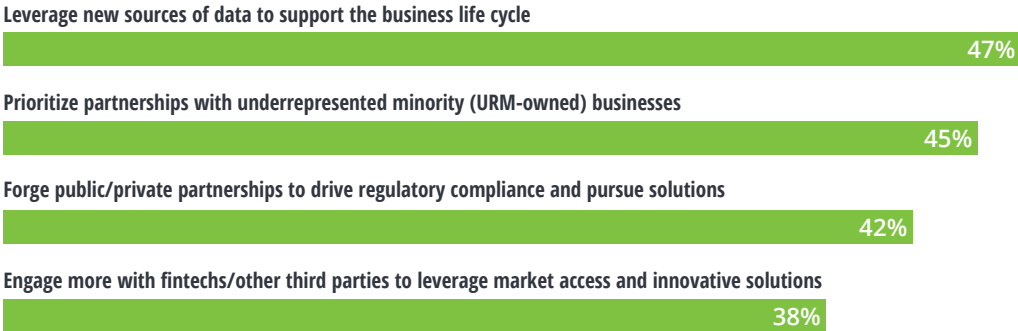 Leverage new sources of data to support the business life cycle
47%
Prioritize partnerships with underrepresented minority (URM-owned) businesses
45%
Forge public/private partnerships to drive regulatory compliance and pursue solutions
42%
Engage more with fintechs/other third parties to leverage market access and innovative solutions
38%